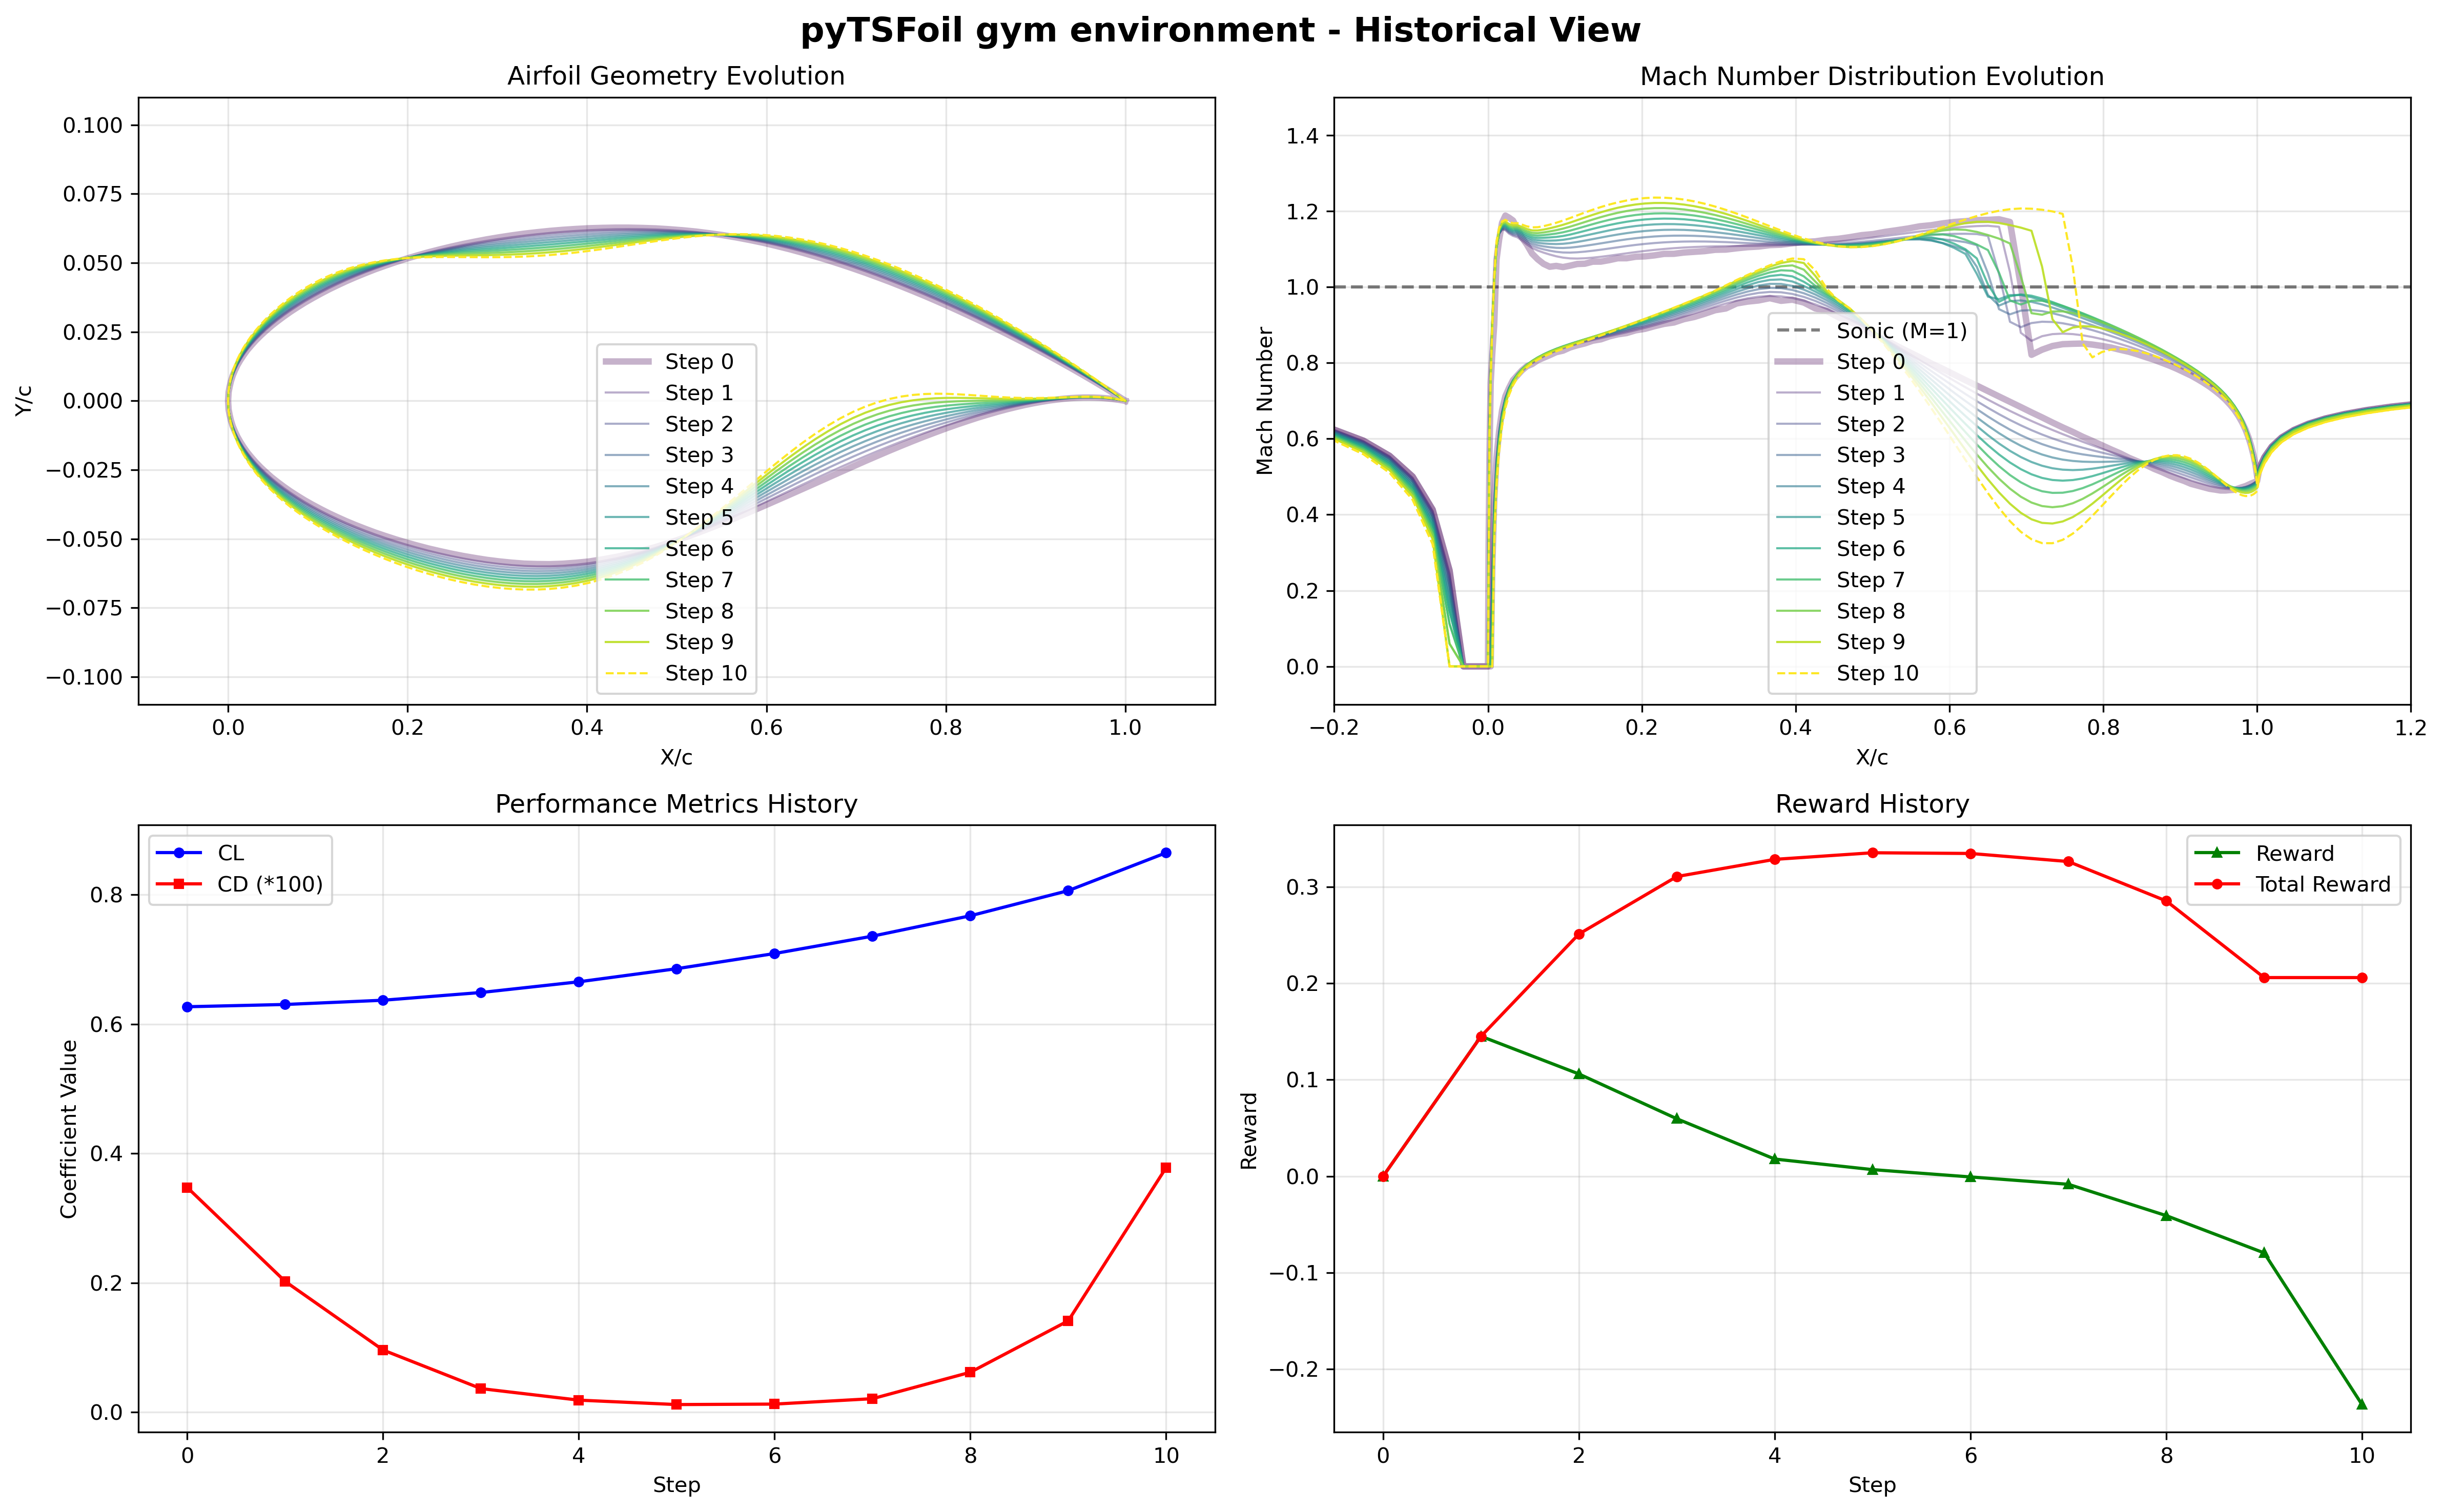 pyTSFoil gym environment - Historical View
Airfoil Geometry Evolution
0.100
0.075
0.050
0.025
0.000
−0.025
−0.050
−0.075
−0.100
Y/c
0.0
0.2
0.4
0.6
0.8
1.0
X/c
Step 0
Step 1
Step 2
Step 3
Step 4
Step 5
Step 6
Step 7
Step 8
Step 9
Step 10
Mach Number Distribution Evolution
1.4
1.2
1.0
0.8
0.6
0.4
0.2
0.0
Mach Number
−0.2
0.0
0.2
0.4
0.6
0.8
1.0
1.2
X/c
Sonic (M=1)
Step 0
Step 1
Step 2
Step 3
Step 4
Step 5
Step 6
Step 7
Step 8
Step 9
Step 10
Performance Metrics History
CL
CD (*100)
0.8
0.6
0.4
0.2
0.0
Coefficient Value
0
2
4
6
8
10
Step
Reward History
Reward
Total Reward
0.3
0.2
0.1
0.0
−0.1
−0.2
Reward
0
2
4
6
8
10
Step